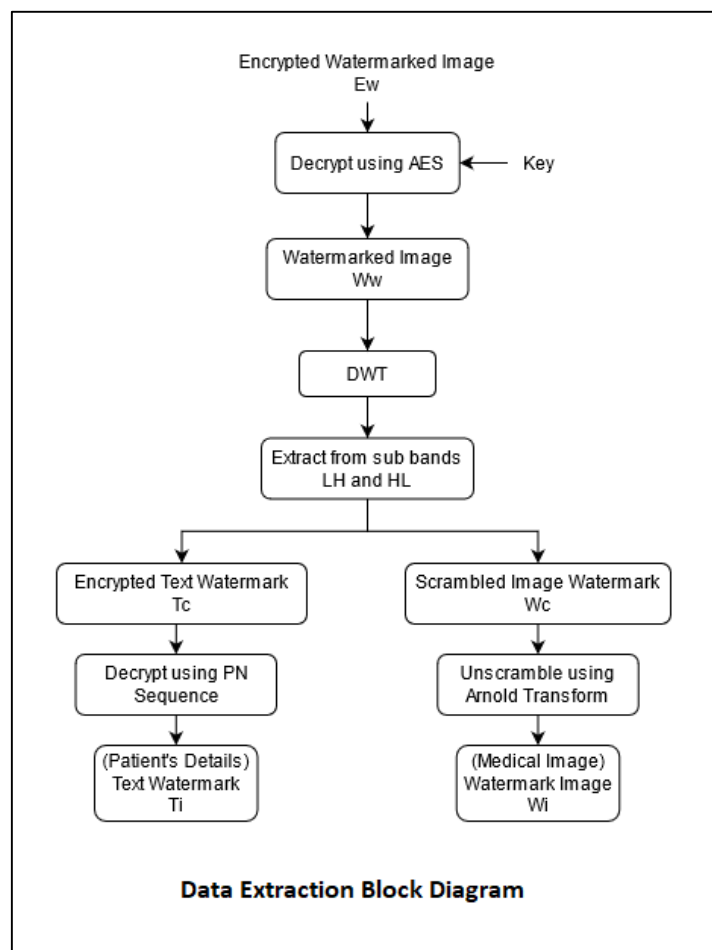 Encrypted Watermarked Image
Ew
Decrypt using AES
Key
Watermarked Image
Ww
DWT
Extract from sub bands
LH and HL
Encrypted Text Watermark
Tc
Scrambled Image Watermark
Wc
Decrypt using PN
Sequence
Unscramble using
Arnold Transform
(Patient's Details)
Text Watermark
Ti
(Medical Image)
Watermark Image
Wi
Data Extraction Block Diagram